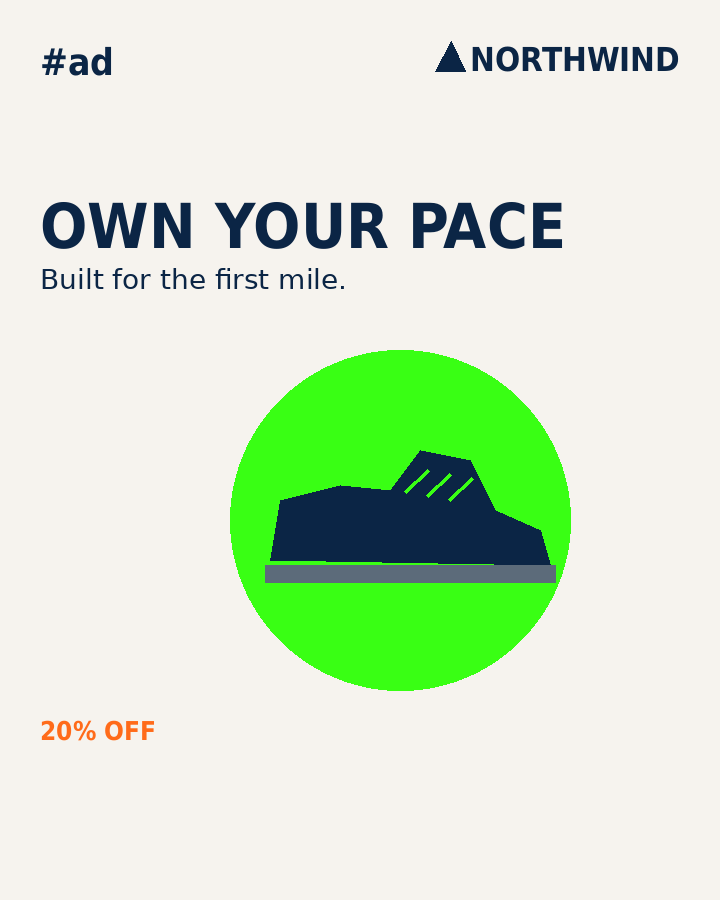 #ad
NORTHWIND
OWN YOUR PACE
Built for the first mile.
20% OFF